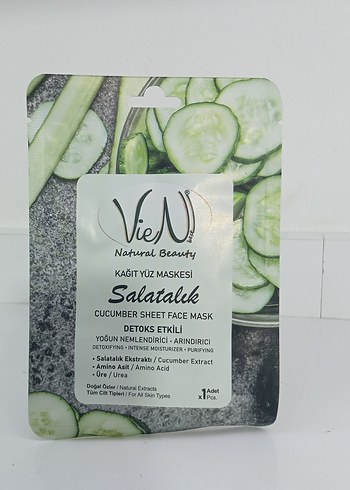 VieN
Natural Beauty
KAĞIT YÜZ MASKESİ
Salatalık
CUCUMBER SHEET FACE MASK
DETOKS ETKİLİ
YOĞUN NEMLENDİRİCİ • ARINDIRICI
DETOXIFYING • INTENSE MOISTURIZER • PURIFYING
• Salatalık Ekstraktı / Cucumber Extract
• Amino Asit / Amino Acid
• Üre / Urea
Doğal Özler / Natural Extracts
Tüm Cilt Tipleri / For All Skin Types
x1 Adet
Pcs.